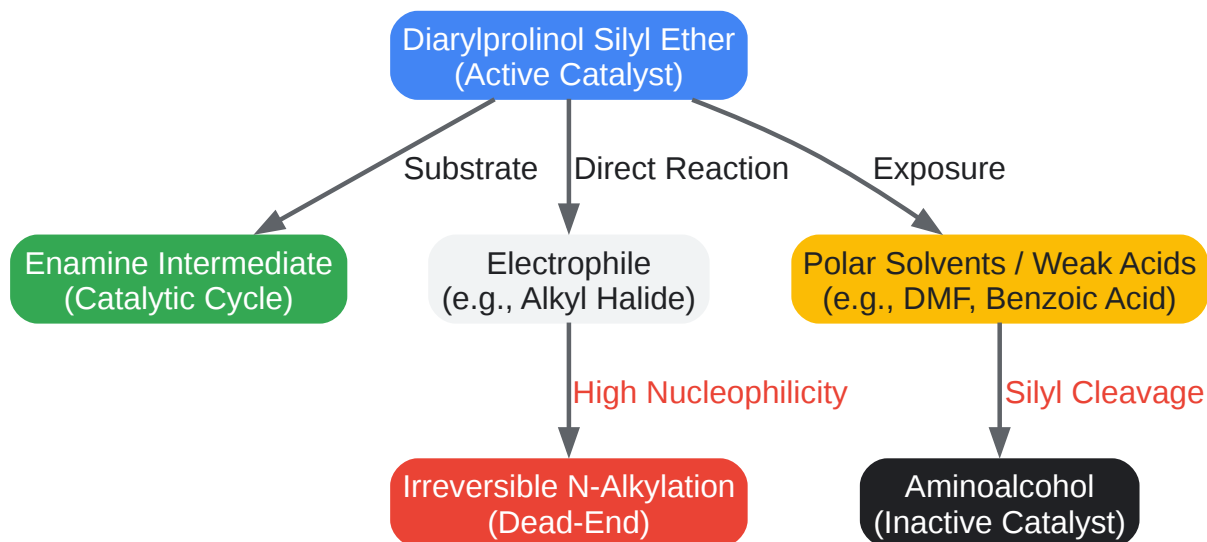 Diarylprolinol Silyl Ether
(Active Catalyst)
Substrate
Direct Reaction
Exposure
Enamine Intermediate
(Catalytic Cycle)
Electrophile
(e.g., Alkyl Halide)
Polar Solvents / Weak Acids
(e.g., DMF, Benzoic Acid)
High Nucleophilicity
Silyl Cleavage
Irreversible N-Alkylation
(Dead-End)
Aminoalcohol
(Inactive Catalyst)